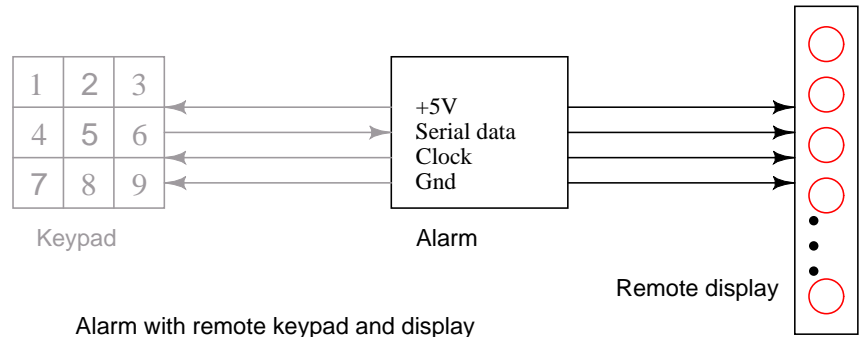 1 2 3
4 5 6
7 8 9
+5V
Serial data
Clock
Gnd
Keypad
Alarm
Remote display
Alarm with remote keypad and display